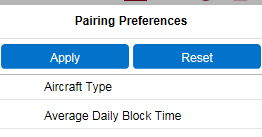 Pairing Preferences
Apply Reset
Aircraft Type
Average Daily Block Time